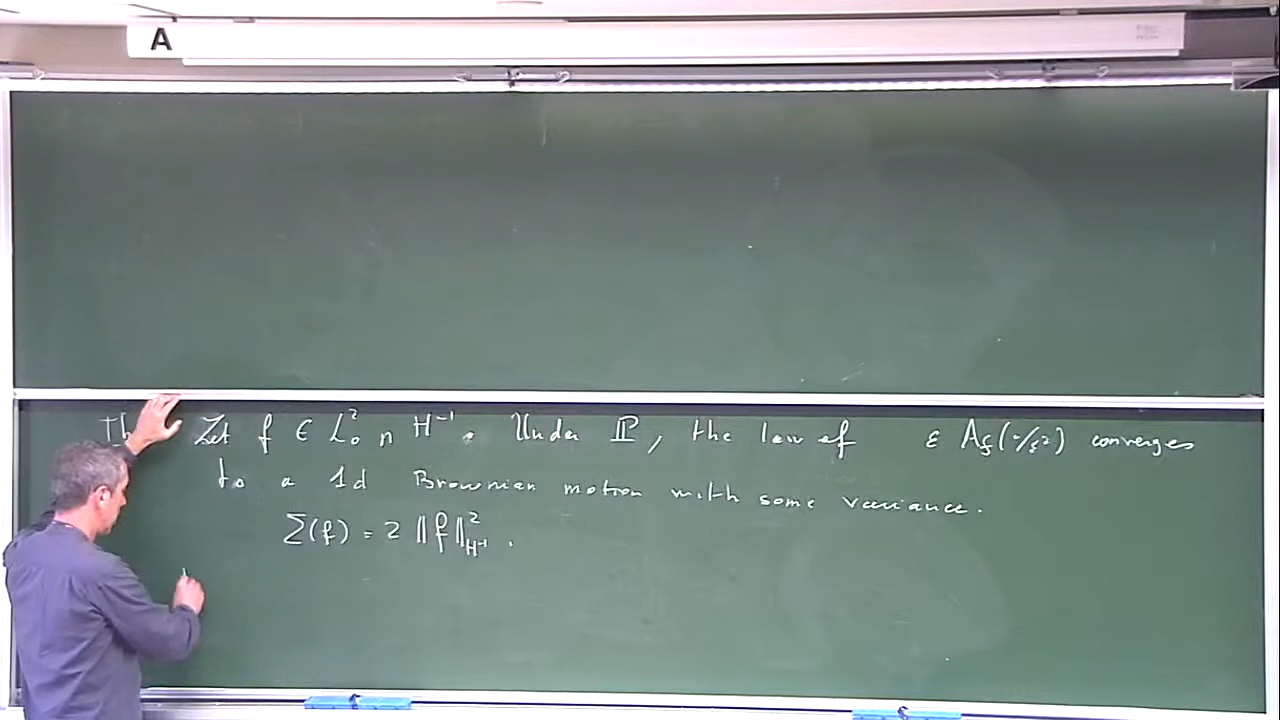 A
Th Let f ∈ L²₀ ∩ H⁻¹. Under ℙ, the law of ε A_f(·/ε²) converges
to a 1d Brownian motion with some variance.
Σ(f) = 2 ‖f‖²_{H⁻¹}.